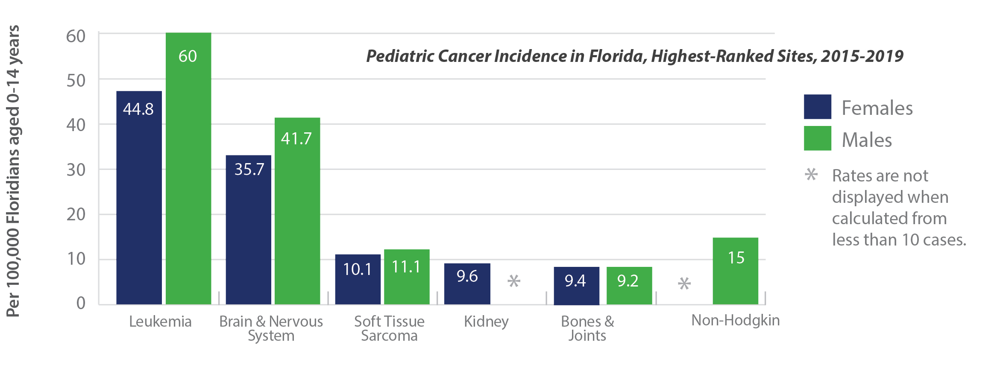 Per 100,000 Floridians aged 0-14 years
60
50
40
30
20
10
0
Pediatric Cancer Incidence in Florida, Highest-Ranked Sites, 2015-2019
44.8
60
35.7
41.7
10.1
11.1
9.6
*
9.4
9.2
*
15
Leukemia
Brain & Nervous
System
Soft Tissue
Sarcoma
Kidney
Bones &
Joints
Non-Hodgkin
Females
Males
* Rates are not
displayed when
calculated from
less than 10 cases.